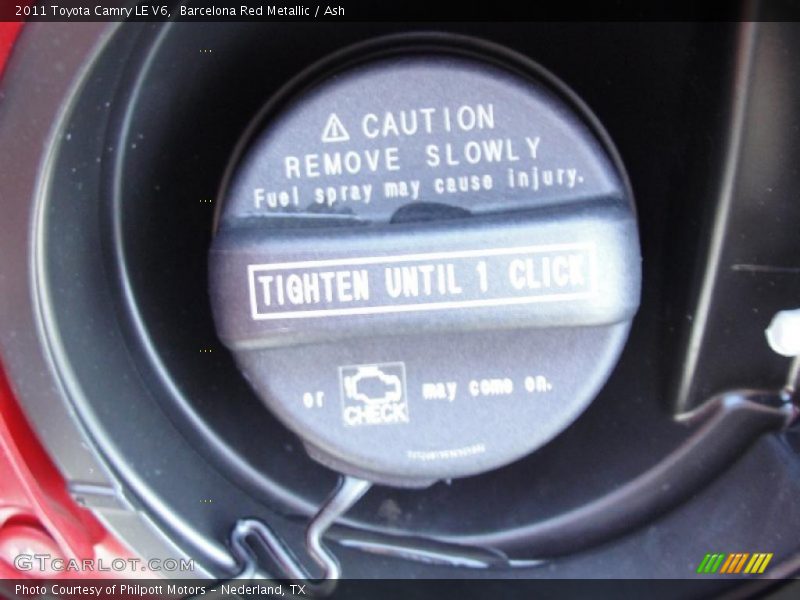 2011 Toyota Camry LE V6, Barcelona Red Metallic / Ash
CAUTION
REMOVE SLOWLY
Fuel spray may cause injury.
TIGHTEN UNTIL 1 CLICK
or CHECK may come on.
GTCARLOT.COM
Photo Courtesy of Philpott Motors - Nederland, TX